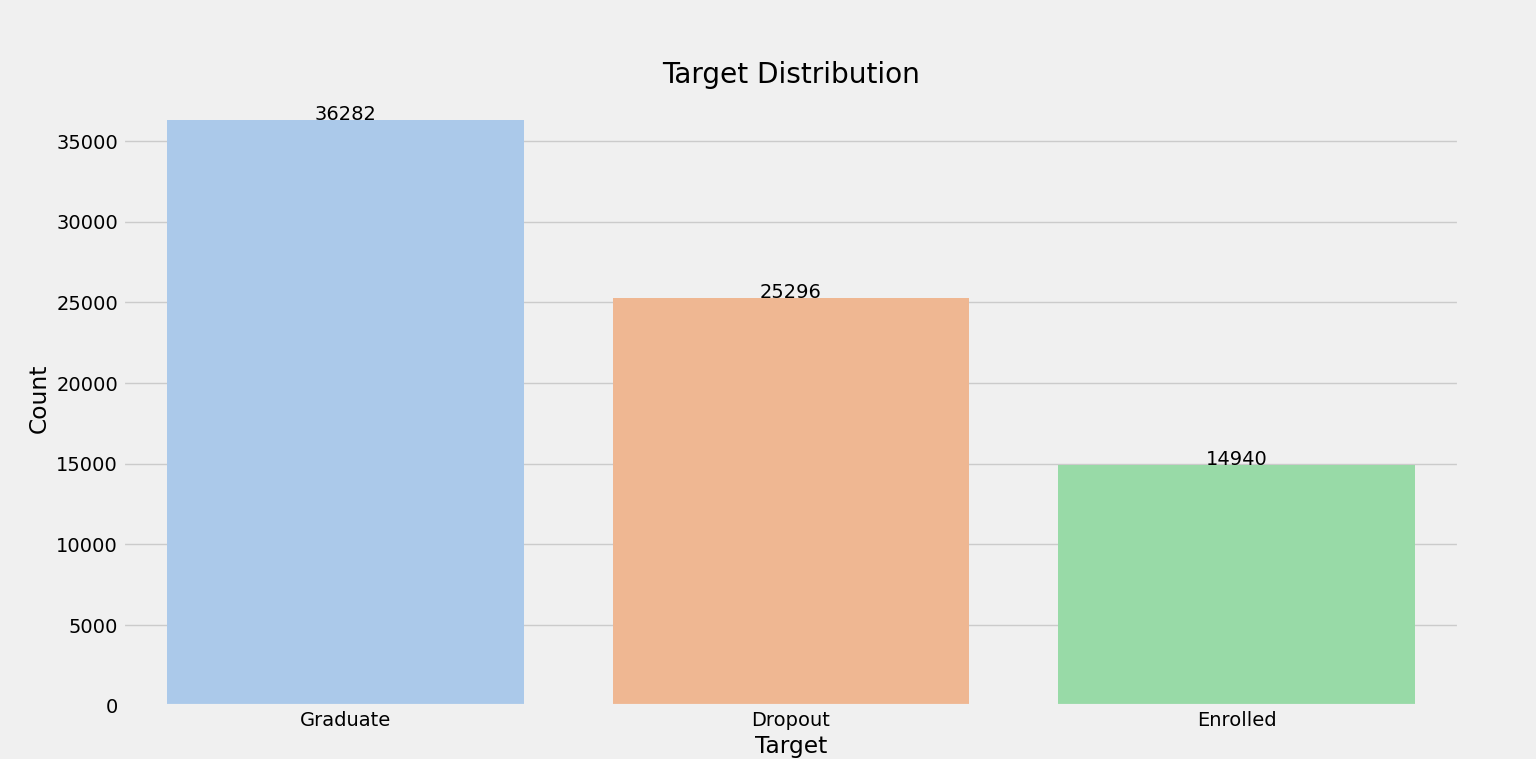 Target Distribution
36282
25296
14940
35000
30000
25000
20000
15000
10000
5000
0
Count
Graduate
Dropout
Enrolled
Target